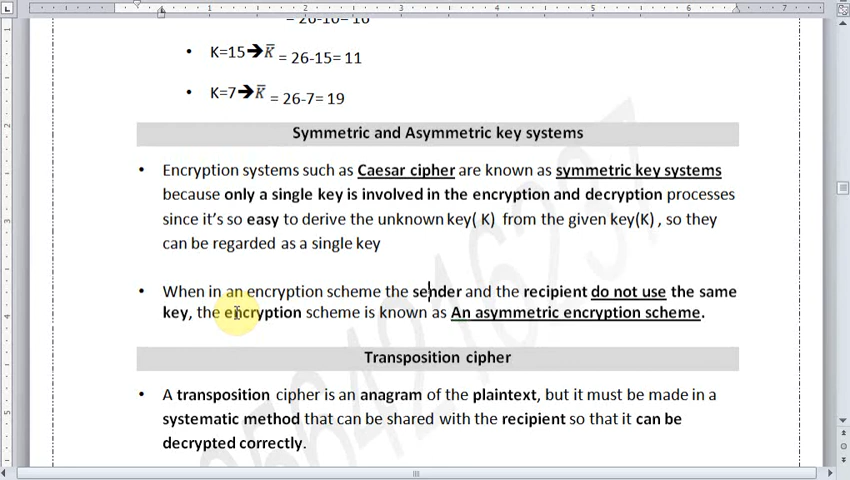 K=15🡺K̅ = 26-15= 11
K=7🡺K̅ = 26-7= 19
Symmetric and Asymmetric key systems
• Encryption systems such as Caesar cipher are known as symmetric key systems
because only a single key is involved in the encryption and decryption processes
since it's so easy to derive the unknown key( K) from the given key(K) , so they
can be regarded as a single key
• When in an encryption scheme the sender and the recipient do not use the same
key, the encryption scheme is known as An asymmetric encryption scheme.
Transposition cipher
• A transposition cipher is an anagram of the plaintext, but it must be made in a
systematic method that can be shared with the recipient so that it can be
decrypted correctly.